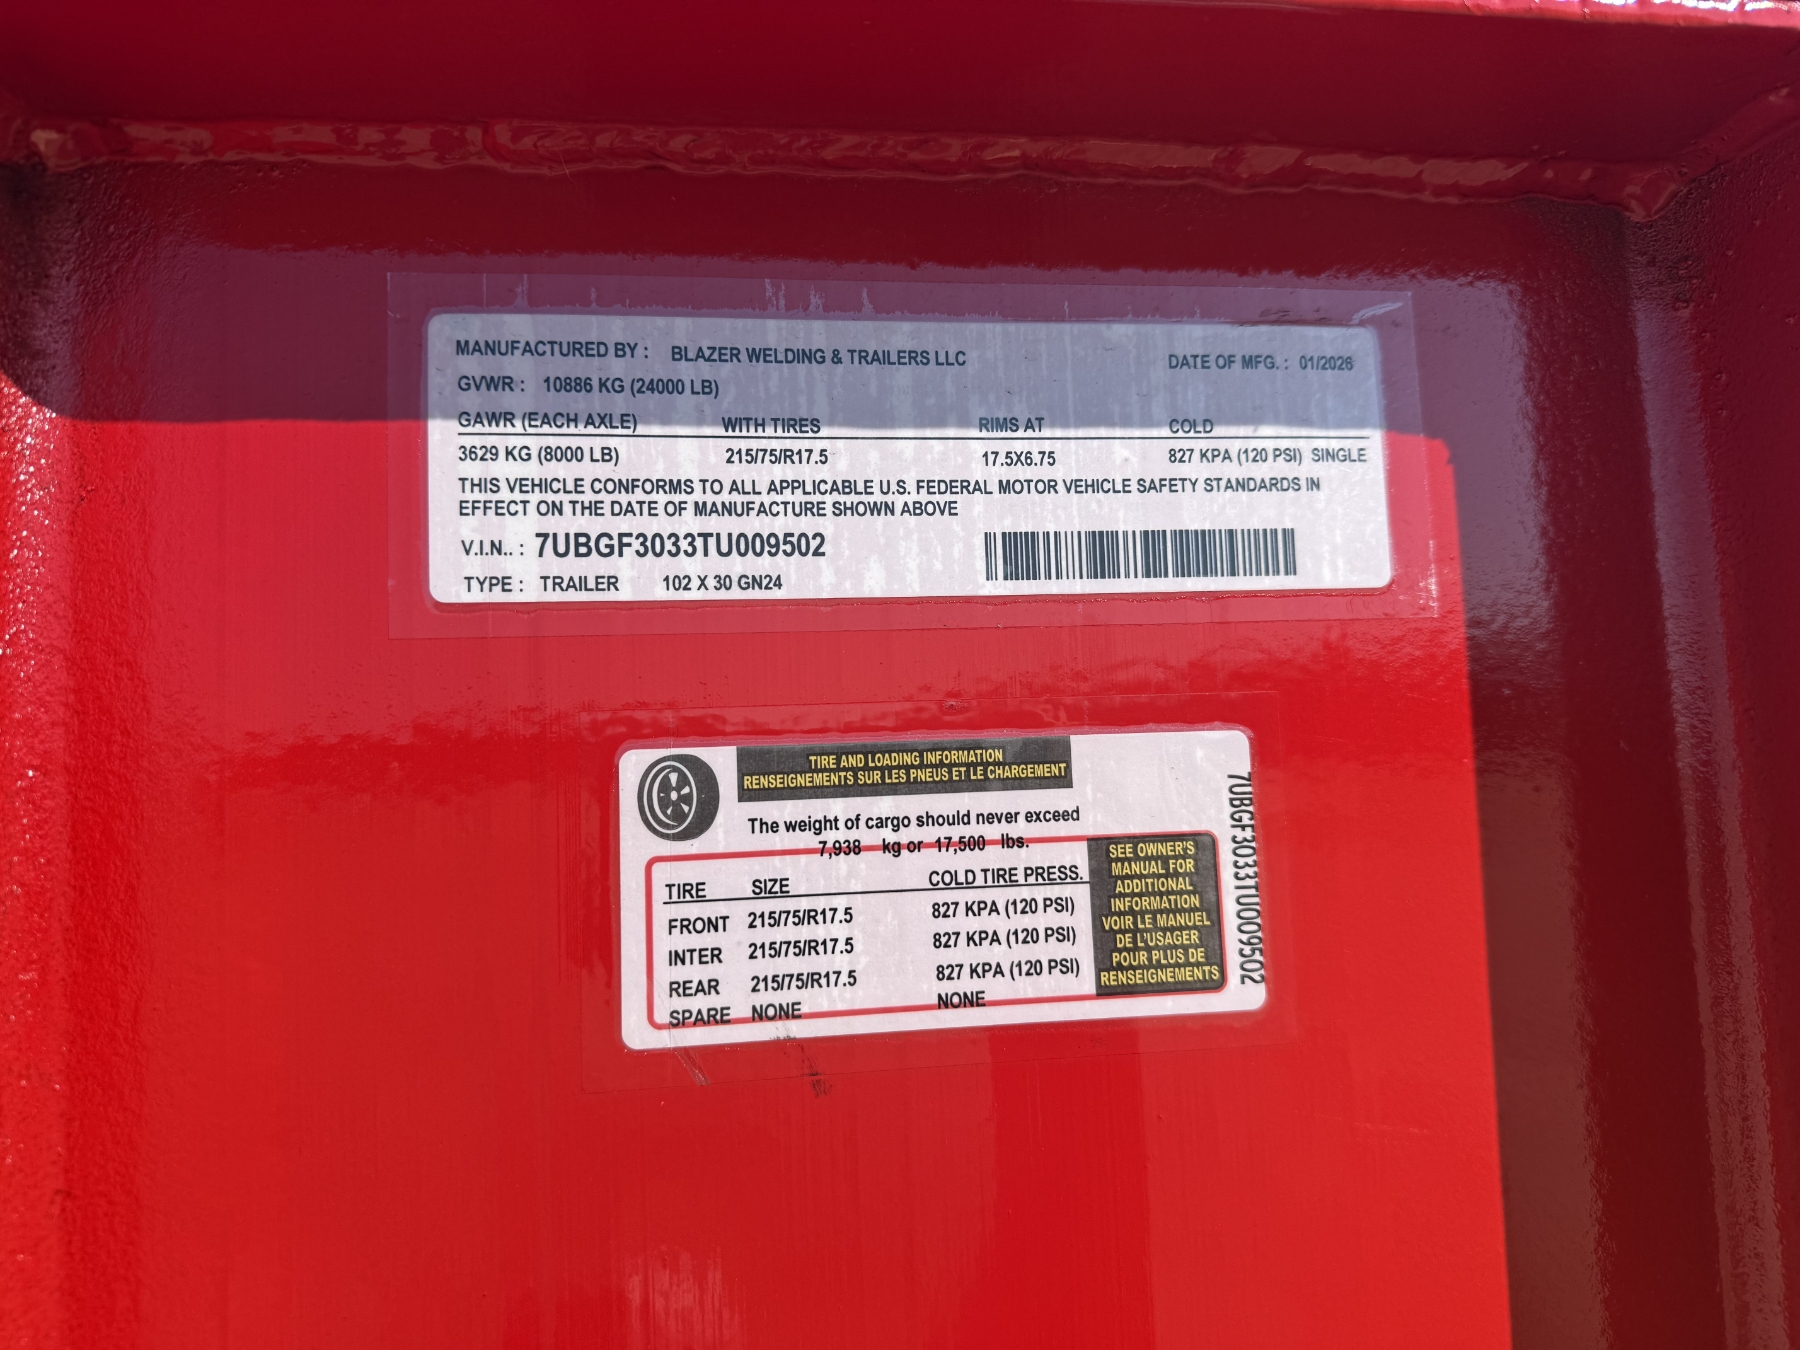 MANUFACTURED BY : BLAZER WELDING & TRAILERS LLC DATE OF MFG. : 01/2026
GVWR : 10886 KG (24000 LB)
GAWR (EACH AXLE) WITH TIRES RIMS AT COLD
3629 KG (8000 LB) 215/75/R17.5 17.5X6.75 827 KPA (120 PSI) SINGLE
THIS VEHICLE CONFORMS TO ALL APPLICABLE U.S. FEDERAL MOTOR VEHICLE SAFETY STANDARDS IN
EFFECT ON THE DATE OF MANUFACTURE SHOWN ABOVE
V.I.N.. : 7UBGF3033TU009502
TYPE : TRAILER 102 X 30 GN24
TIRE AND LOADING INFORMATION
RENSEIGNEMENTS SUR LES PNEUS ET LE CHARGEMENT
The weight of cargo should never exceed
7,938 kg or 17,500 lbs.
TIRE SIZE COLD TIRE PRESS.
FRONT 215/75/R17.5 827 KPA (120 PSI)
INTER 215/75/R17.5 827 KPA (120 PSI)
REAR 215/75/R17.5 827 KPA (120 PSI)
SPARE NONE NONE
SEE OWNER'S
MANUAL FOR
ADDITIONAL
INFORMATION
VOIR LE MANUEL
DE L'USAGER
POUR PLUS DE
RENSEIGNEMENTS
7UBGF3033TU009502